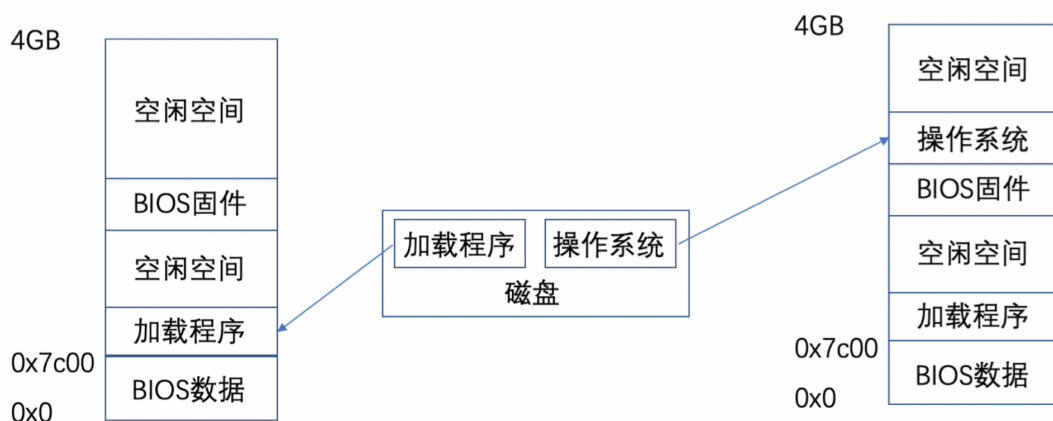 4GB
空闲空间
BIOS固件
空闲空间
加载程序
0x7c00
BIOS数据
0x0
加载程序
操作系统
磁盘
4GB
空闲空间
操作系统
BIOS固件
空闲空间
加载程序
0x7c00
BIOS数据
0x0